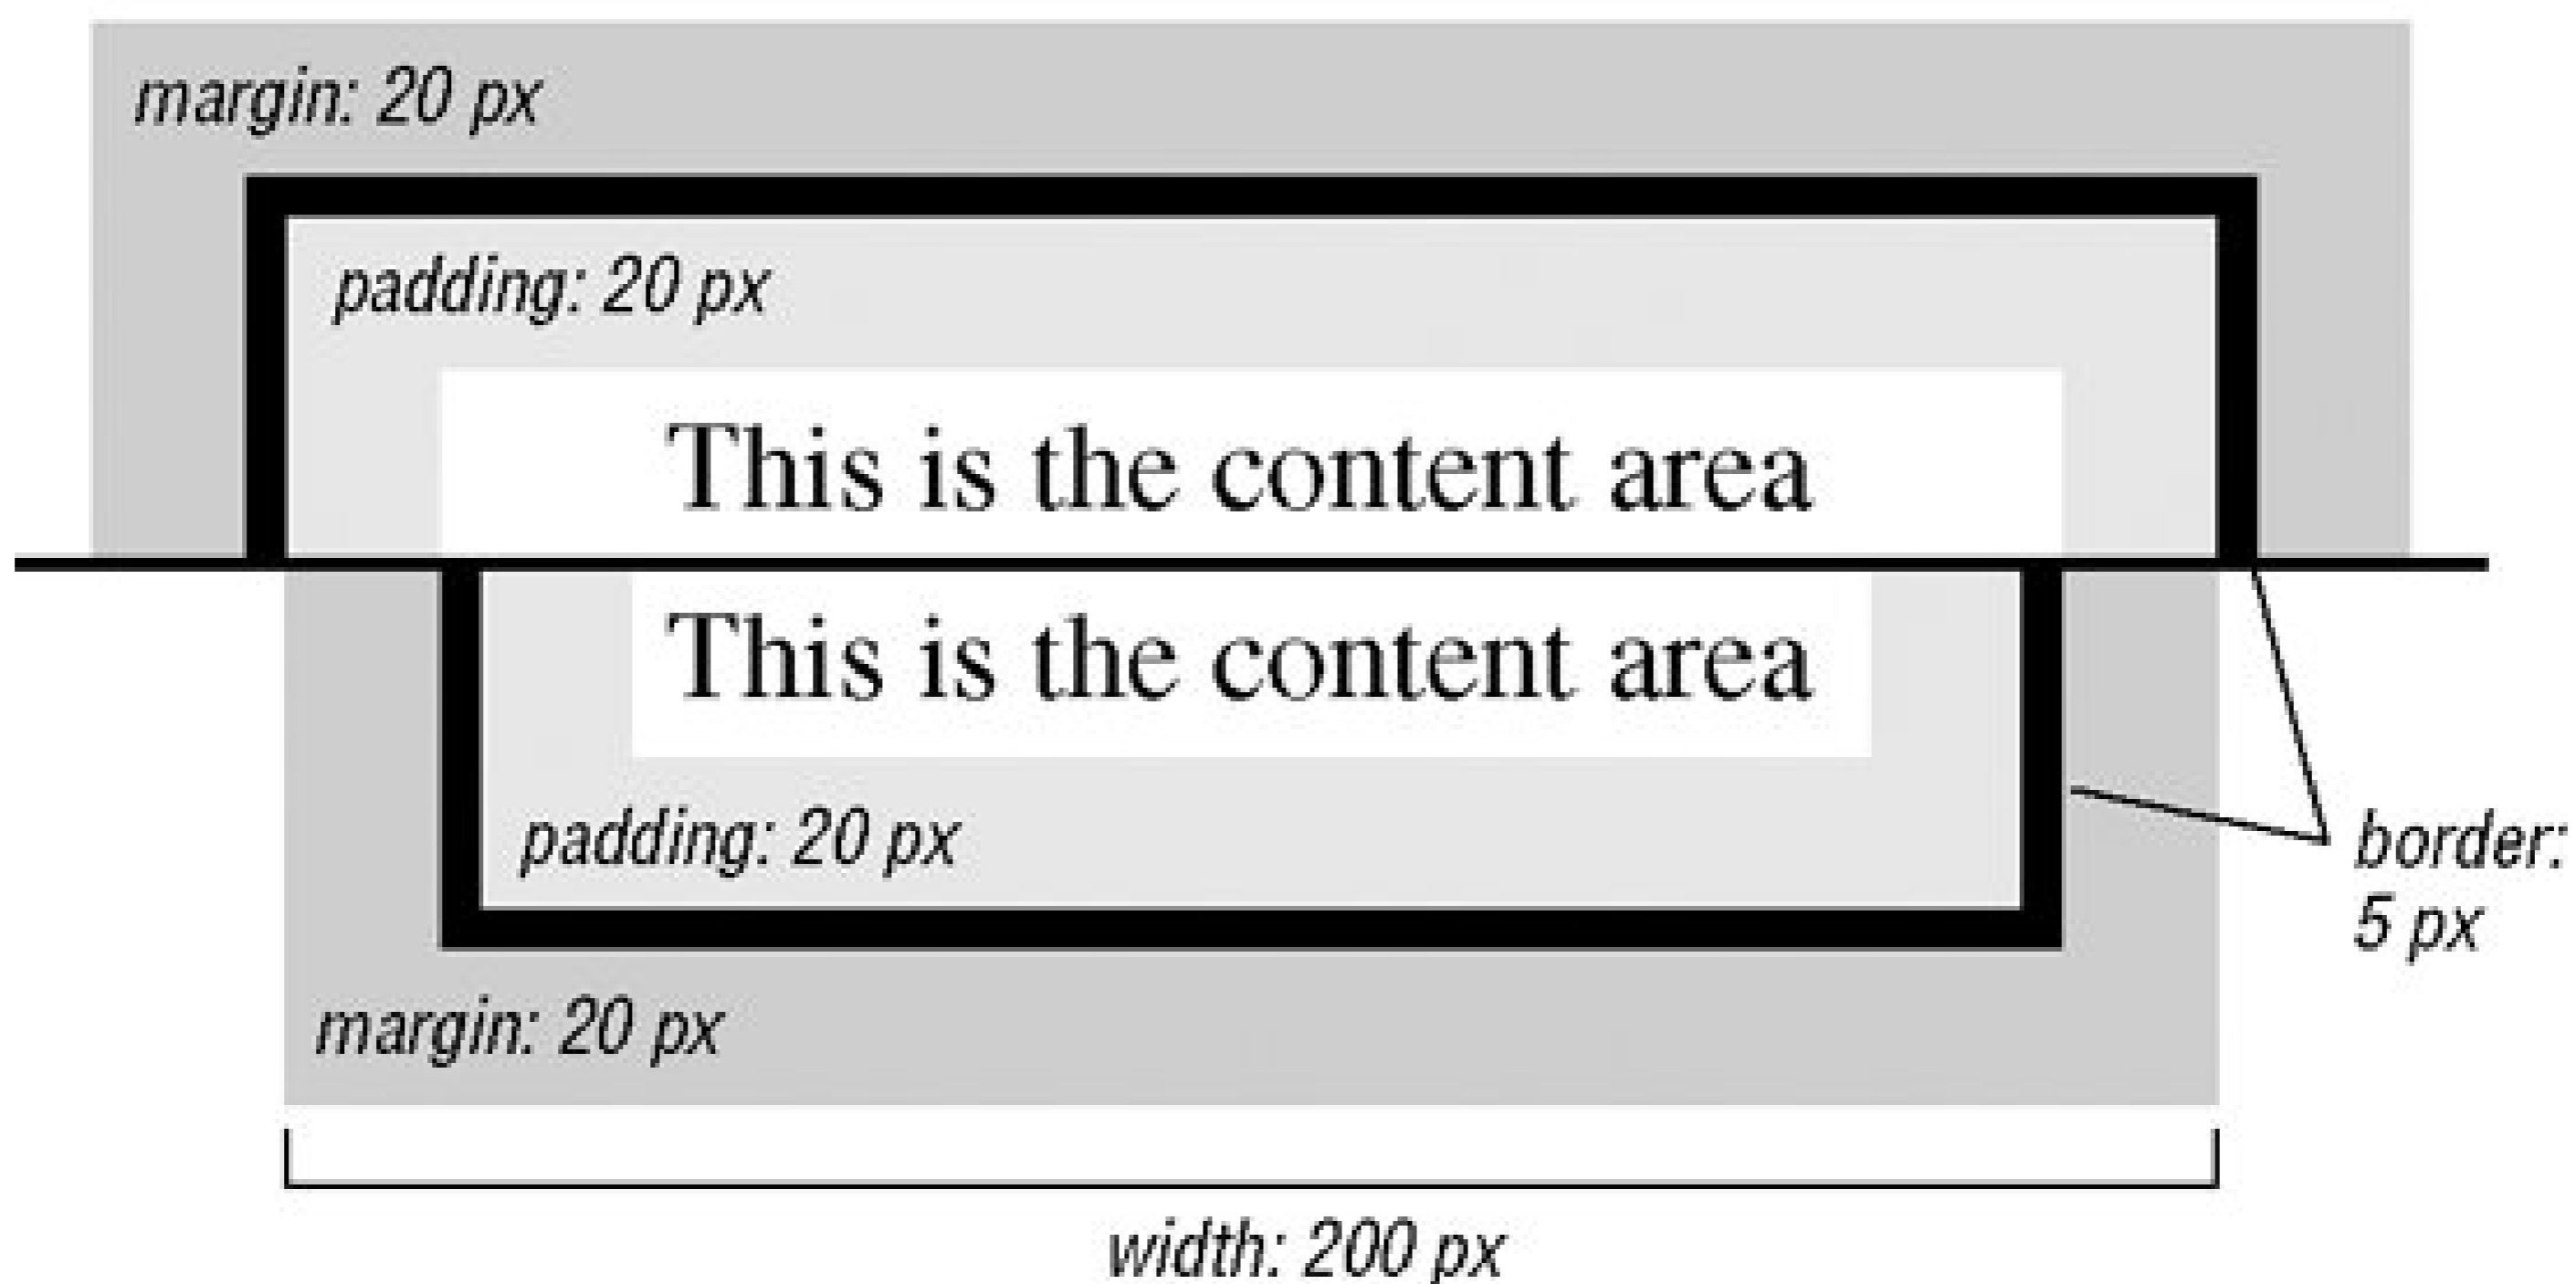 margin: 20 px
padding: 20 px
This is the content area
This is the content area
padding: 20 px
border:
5 px
margin: 20 px
width: 200 px